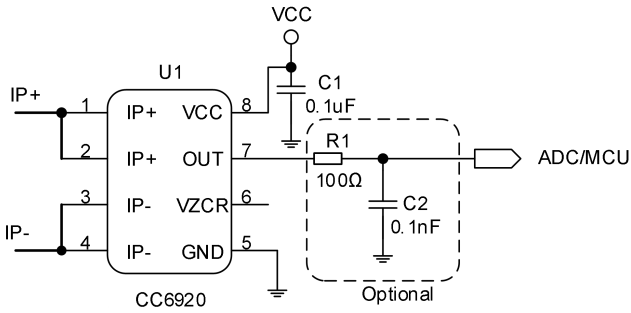 VCC
U1
C1
0.1uF
IP+
1
IP+
VCC
8
2
IP+
OUT
7
R1
100Ω
ADC/MCU
3
IP-
VZCR
6
C2
0.1nF
IP-
4
IP-
GND
5
CC6920
Optional